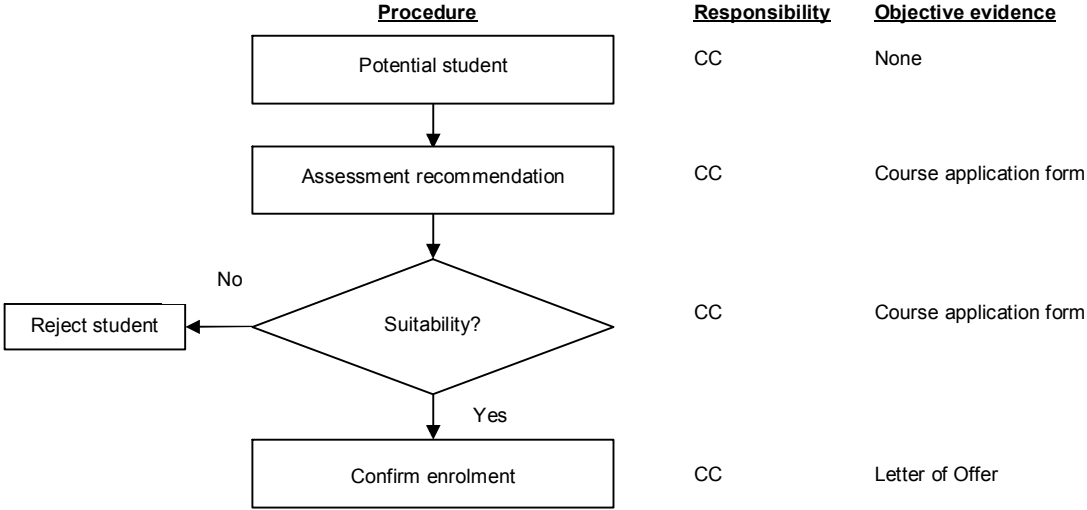 Procedure Responsibility Objective evidence
Potential student CC None
Assessment recommendation CC Course application form
No
Reject student Suitability? CC Course application form
Yes
Confirm enrolment CC Letter of Offer